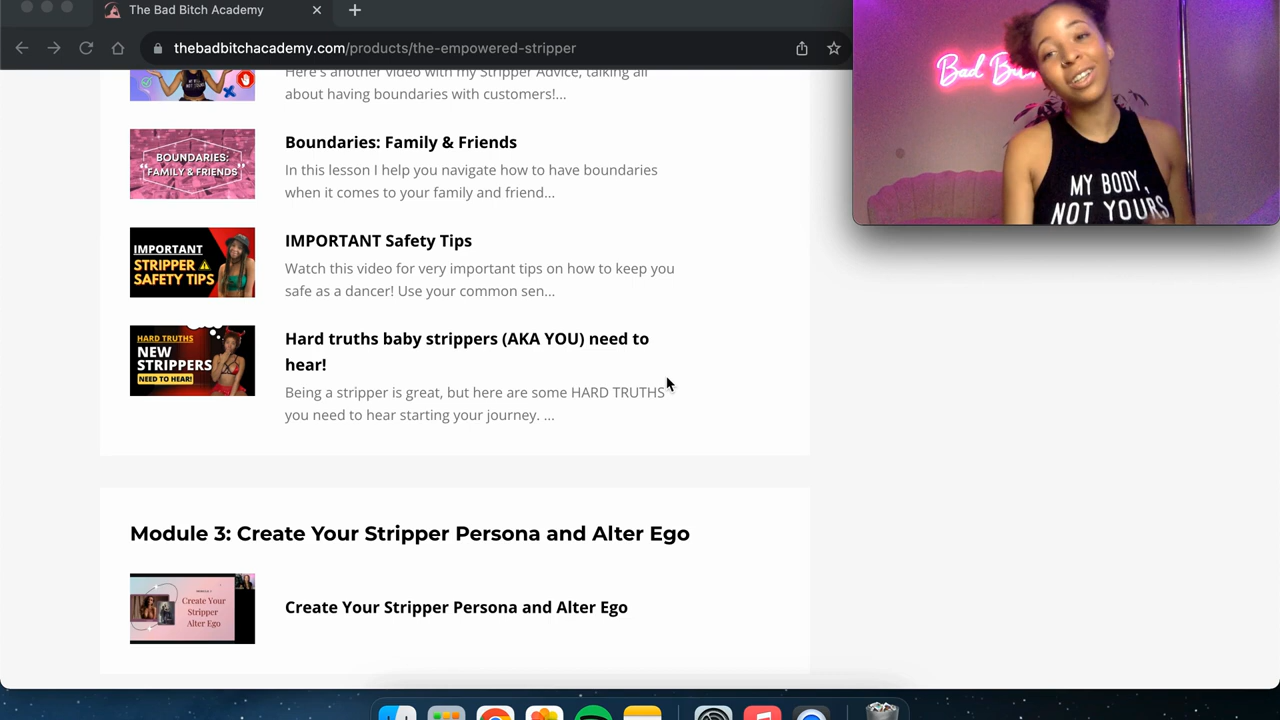 The Bad Bitch Academy
thebadbitchacademy.com/products/the-empowered-stripper
Here's another video with my Stripper Advice, talking all
about having boundaries with customers!...
MY BODY
NOT YOURS
Bad
BOUNDARIES:
"FAMILY & FRIENDS"
Boundaries: Family & Friends
In this lesson I help you navigate how to have boundaries
when it comes to your family and friend...
MY BODY,
NOT YOURS
IMPORTANT
STRIPPER
SAFETY TIPS
IMPORTANT Safety Tips
Watch this video for very important tips on how to keep you
safe as a dancer! Use your common sen...
HARD TRUTHS
NEW
STRIPPERS
NEED TO HEAR!
Hard truths baby strippers (AKA YOU) need to
hear!
Being a stripper is great, but here are some HARD TRUTHS
you need to hear starting your journey. ...
Module 3: Create Your Stripper Persona and Alter Ego
Create Your
Stripper
Alter Ego
Create Your Stripper Persona and Alter Ego